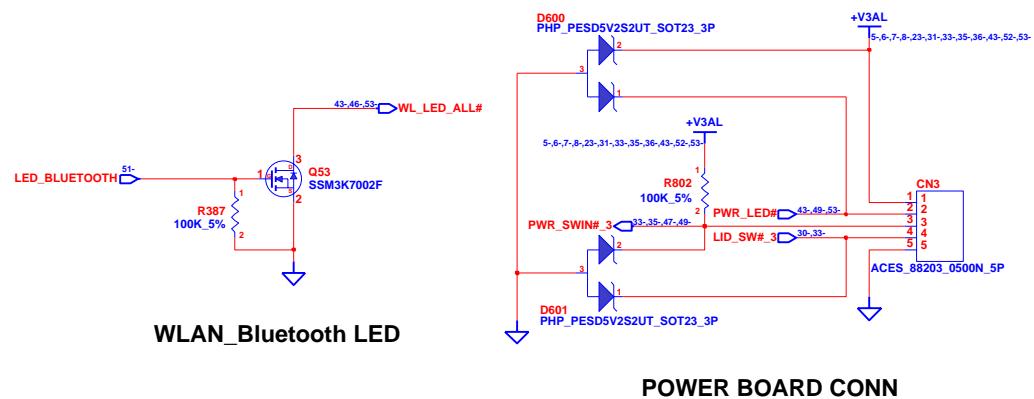 D600
PHP_PESD5V2S2UT_SOT23_3P
2
3
1
+V3AL
5-,6-,7-,8-,23-,31-,33-,35-,36-,43-,52-,53-
43-,46-,53-
WL_LED_ALL#
LED_BLUETOOTH
51-
1
3
D
G
S
2
Q53
SSM3K7002F
1
R387
100K_5%
2
WLAN_Bluetooth LED
+V3AL
5-,6-,7-,8-,23-,31-,33-,35-,36-,43-,52-,53-
1
R802
100K_5%
2
PWR_LED#
43-,49-,53-
PWR_SWIN#_3
33-,35-,47-,49-
LID_SW#_3
30-,33-
2
3
1
D601
PHP_PESD5V2S2UT_SOT23_3P
CN3
1 1
2 2
3 3
4 4
5 5
ACES_88203_0500N_5P
POWER BOARD CONN